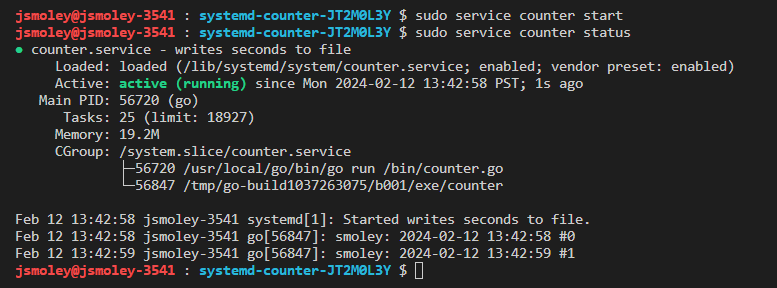 jsmoley@jsmoley-3541 : systemd-counter-JT2M0L3Y $ sudo service counter start
jsmoley@jsmoley-3541 : systemd-counter-JT2M0L3Y $ sudo service counter status
● counter.service - writes seconds to file
Loaded: loaded (/lib/systemd/system/counter.service; enabled; vendor preset: enabled)
Active: active (running) since Mon 2024-02-12 13:42:58 PST; 1s ago
Main PID: 56720 (go)
Tasks: 25 (limit: 18927)
Memory: 19.2M
CGroup: /system.slice/counter.service
├─56720 /usr/local/go/bin/go run /bin/counter.go
└─56847 /tmp/go-build1037263075/b001/exe/counter
Feb 12 13:42:58 jsmoley-3541 systemd[1]: Started writes seconds to file.
Feb 12 13:42:58 jsmoley-3541 go[56847]: smoley: 2024-02-12 13:42:58 #0
Feb 12 13:42:59 jsmoley-3541 go[56847]: smoley: 2024-02-12 13:42:59 #1
jsmoley@jsmoley-3541 : systemd-counter-JT2M0L3Y $